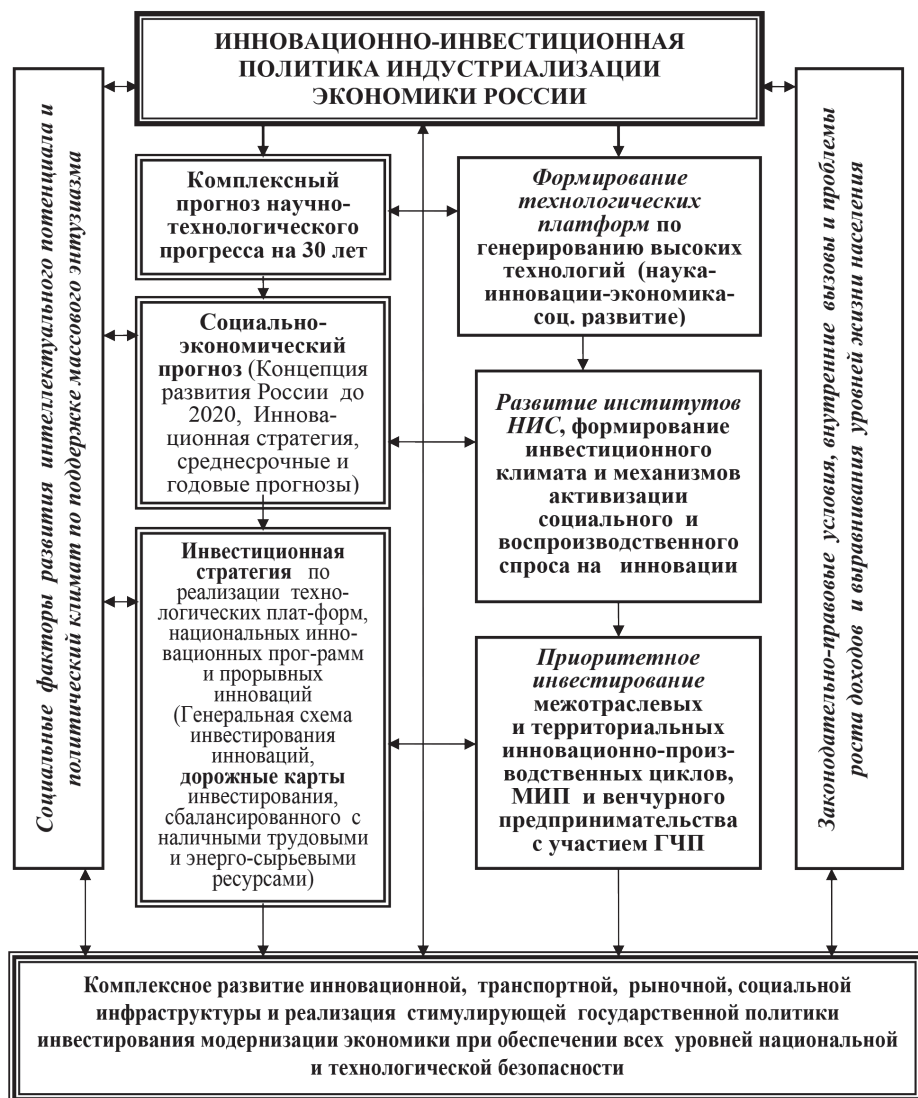 ИННОВАЦИОННО-ИНВЕСТИЦИОННАЯ
ПОЛИТИКА ИНДУСТРИАЛИЗАЦИИ
ЭКОНОМИКИ РОССИИ
Социальные факторы развития интеллектуального потенциала и
политический климат по поддержке массового энтузиазма
Комплексный
прогноз научно-
технологического
прогресса на 30 лет
Социально-
экономический
прогноз (Концепция
развития России до
2020, Иннова-
ционная стратегия,
среднесрочные и
годовые прогнозы)
Инвестиционная
стратегия по
реализации техно-
логических плат-форм,
национальных инно-
вационных прог-рамм
и прорывных
инноваций
(Генеральная схема
инвестирования
инноваций,
дорожные карты
инвестирования,
сбалансированного с
наличными трудовыми
и энерго-сырьевыми
ресурсами)
Формирование
технологических
платформ по
генерированию высоких
технологий (наука-
инновации-экономика-
соц. развитие)
Развитие институтов
НИС, формирование
инвестиционного
климата и механизмов
активизации
социального и
воспроизводственного
спроса на инновации
Приоритетное
инвестирование
межотраслевых
и территориальных
инновационно-произ-
водственных циклов,
МИП и венчурного
предпринимательства
с участием ГЧП
Законодательно-правовые условия, внутренние вызовы и проблемы
роста доходов и выравнивания уровней жизни населения
Комплексное развитие инновационной, транспортной, рыночной, социальной
инфраструктуры и реализация стимулирующей государственной политики
инвестирования модернизации экономики при обеспечении всех уровней национальной
и технологической безопасности